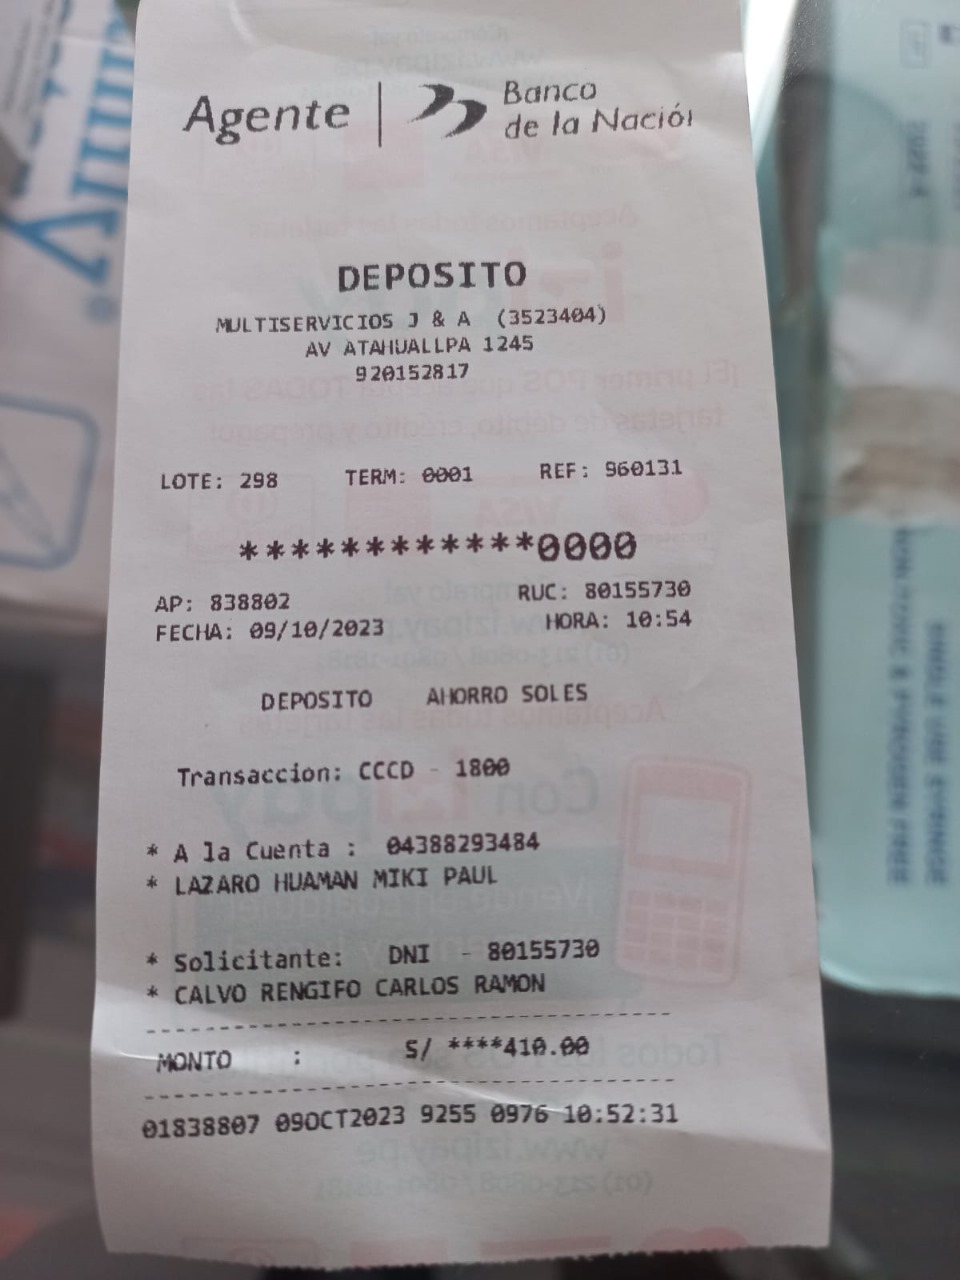 Agente | Banco
de la Nación
DEPOSITO
MULTISERVICIOS J & A (3523404)
AV ATAHUALLPA 1245
920152817
LOTE: 298 TERM: 0001 REF: 960131
************0000
AP: 838802 RUC: 80155730
FECHA: 09/10/2023 HORA: 10:54
DEPOSITO AHORRO SOLES
Transaccion: CCCD - 1800
* A la Cuenta : 04388293484
* LAZARO HUAMAN MIKI PAUL
* Solicitante: DNI - 80155730
* CALVO RENGIFO CARLOS RAMON
MONTO : S/ ****410.00
01838807 09OCT2023 9255 0976 10:52:31